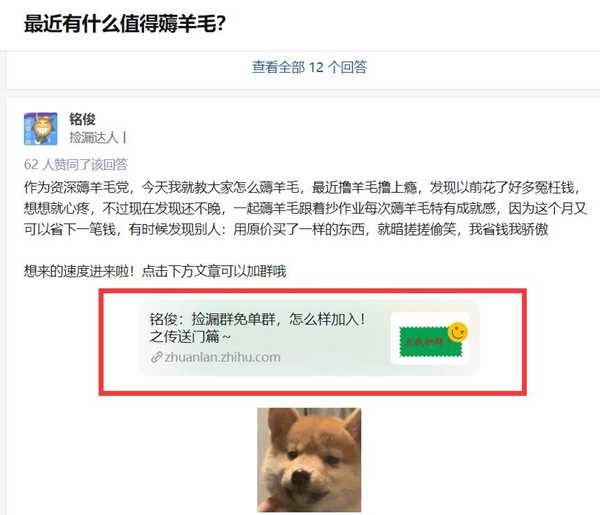 最近有什么值得薅羊毛？
查看全部 12 个回答
铭俊
捡漏达人丨
62 人赞同了该回答
作为资深薅羊毛党，今天我就教大家怎么薅羊毛，最近撸羊毛撸上瘾，发现以前花了好多冤枉钱，
想想就心疼，不过现在发现还不晚，一起薅羊毛跟着抄作业每次薅羊毛特有成就感，因为这个月又
可以省下一笔钱，有时候发现别人：用原价买了一样的东西，就暗搓搓偷笑，我省钱我骄傲
想来的速度进来啦！点击下方文章可以加群哦
铭俊：捡漏群免单群，怎么样加入！
之传送门篇～
zhuanlan.zhihu.com